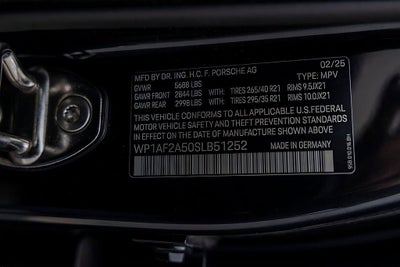 MFD BY DR. ING. H.C. F. PORSCHE AG 02/25
GVWR 5688 LBS TYPE: MPV
GAWR FRONT 2844 LBS WITH: TIRES 265/40 R21 RINS 9.5JX21
GAWR REAR 2998 LBS WITH: TIRES 295/35 R21 RIMS 10.0JX21
THIS VEHICLE CONFORMS TO ALL APPLICABLE U.S.FEDERAL
MOTOR VEHICLE SAFETY AND THEFT PREVENTION STANDARDS
IN EFFECT ON THE DATE OF MANUFACTURE SHOWN ABOVE
WP1AF2A50SLB51252 MADE IN GERMANY